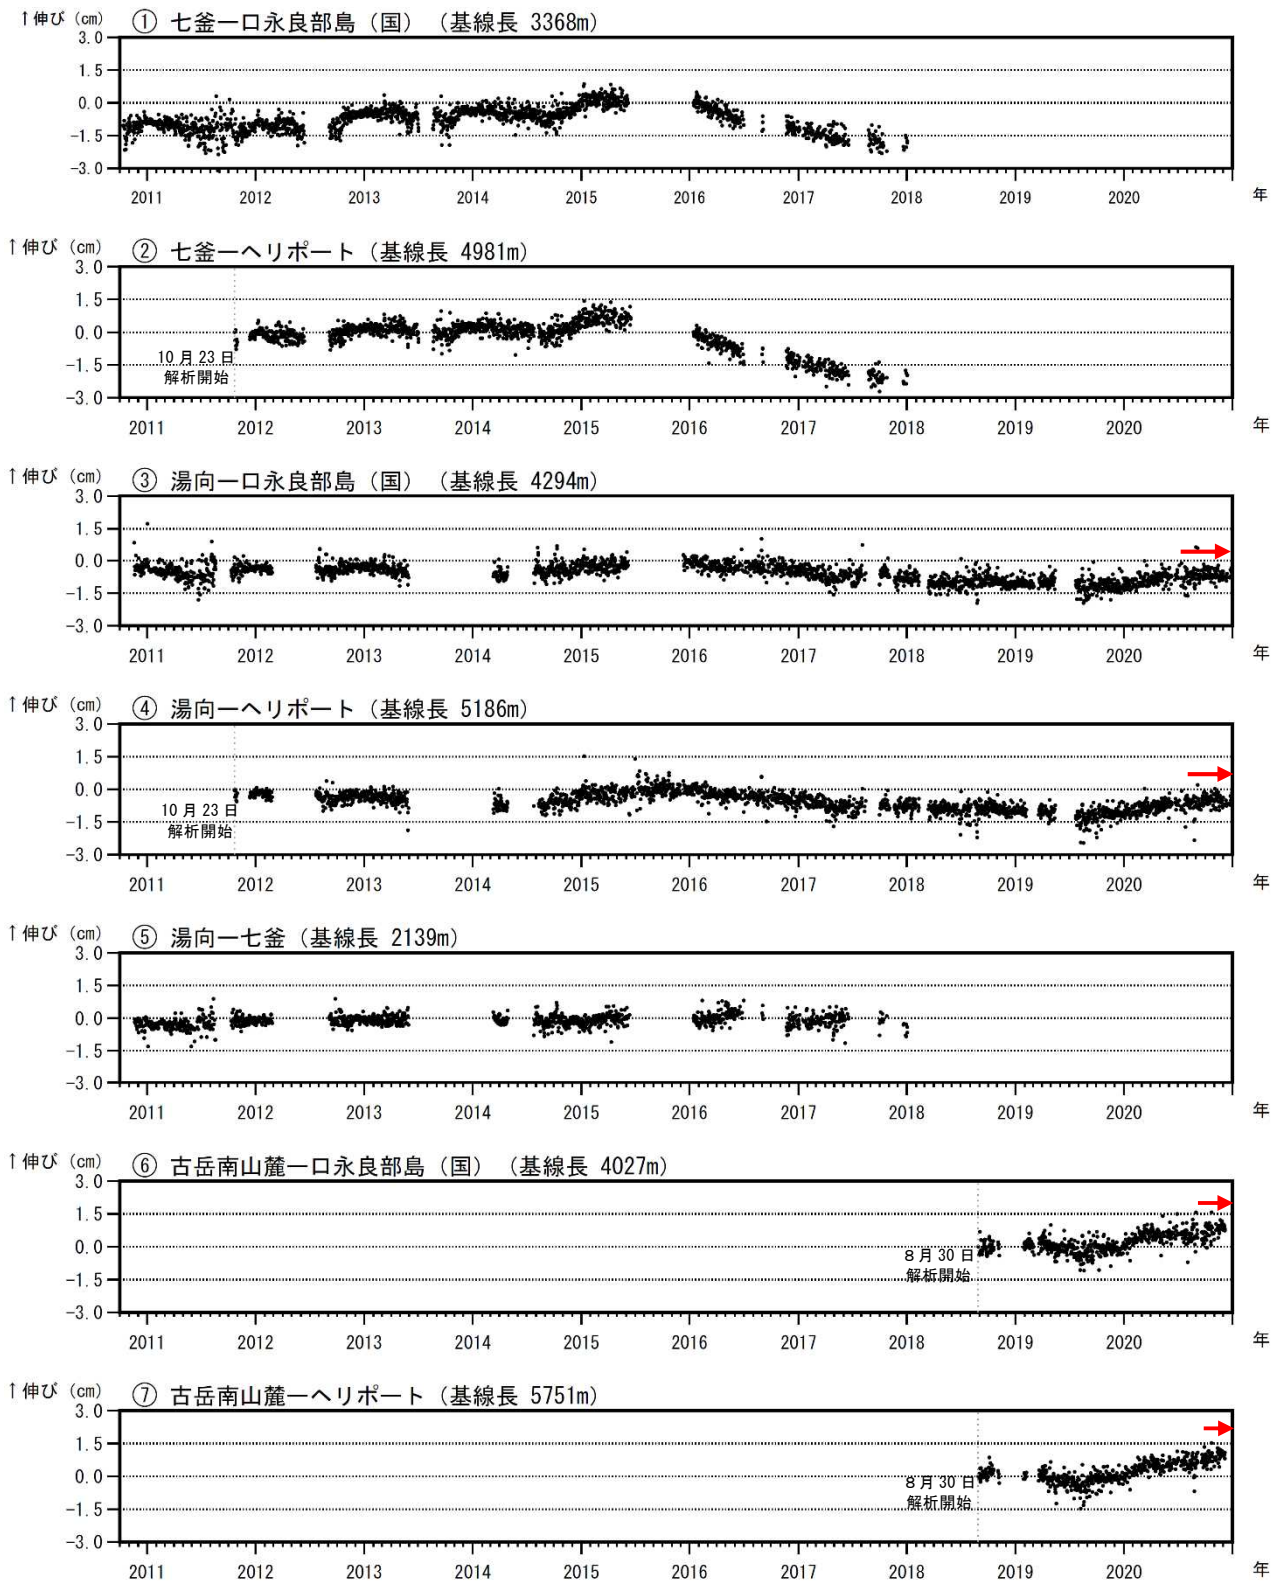 ↑伸び (cm) ① 七釜ー口永良部島（国）（基線長 3368m）
3.0
1.5
0.0
-1.5
-3.0
2011 2012 2013 2014 2015 2016 2017 2018 2019 2020 年
↑伸び (cm) ② 七釜ーヘリポート（基線長 4981m）
3.0
1.5
0.0
-1.5
-3.0
10月23日
解析開始
2011 2012 2013 2014 2015 2016 2017 2018 2019 2020 年
↑伸び (cm) ③ 湯向ー口永良部島（国）（基線長 4294m）
3.0
1.5
0.0
-1.5
-3.0
2011 2012 2013 2014 2015 2016 2017 2018 2019 2020 年
↑伸び (cm) ④ 湯向ーヘリポート（基線長 5186m）
3.0
1.5
0.0
-1.5
-3.0
10月23日
解析開始
2011 2012 2013 2014 2015 2016 2017 2018 2019 2020 年
↑伸び (cm) ⑤ 湯向ー七釜（基線長 2139m）
3.0
1.5
0.0
-1.5
-3.0
2011 2012 2013 2014 2015 2016 2017 2018 2019 2020 年
↑伸び (cm) ⑥ 古岳南山麓ー口永良部島（国）（基線長 4027m）
3.0
1.5
0.0
-1.5
-3.0
8月30日
解析開始
2011 2012 2013 2014 2015 2016 2017 2018 2019 2020 年
↑伸び (cm) ⑦ 古岳南山麓ーヘリポート（基線長 5751m）
3.0
1.5
0.0
-1.5
-3.0
8月30日
解析開始
2011 2012 2013 2014 2015 2016 2017 2018 2019 2020 年